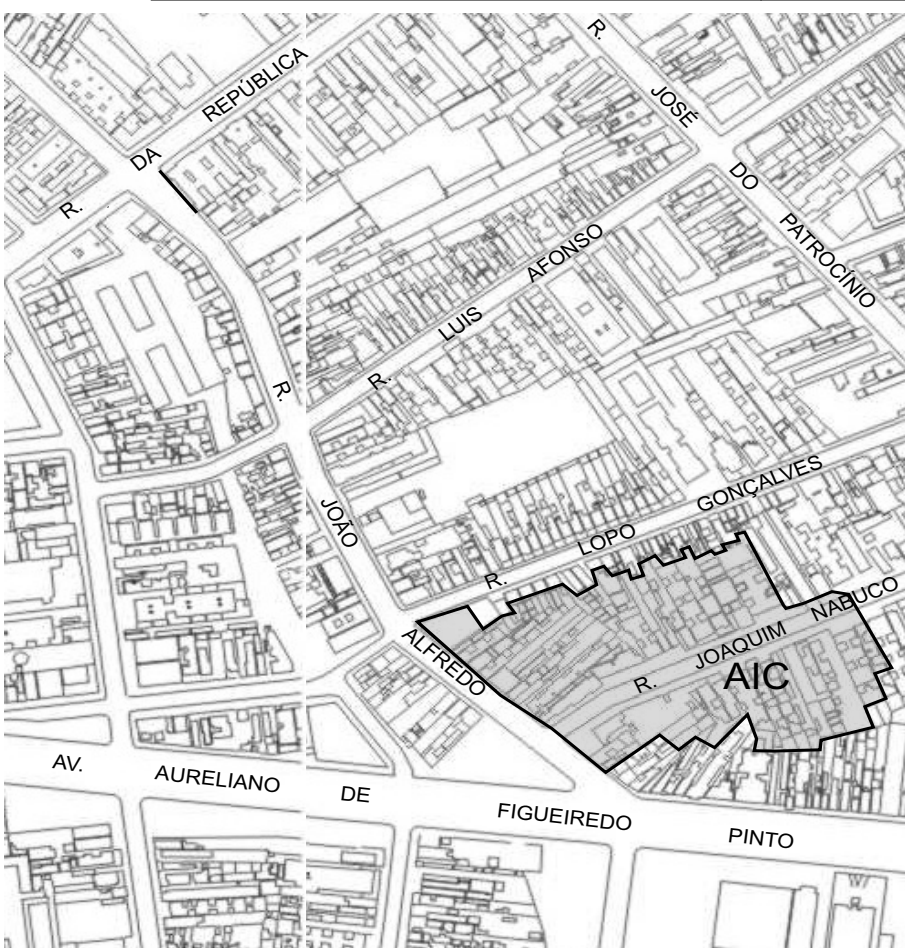 R. DA REPÚBLICA
R. JOSÉ DO PATROCÍNIO
R. LUIS AFONSO
R. JOÃO ALFREDO
R. LOPO GONÇALVES
R. JOAQUIM NABUCO
AIC
AV. AURELIANO DE FIGUEIREDO PINTO